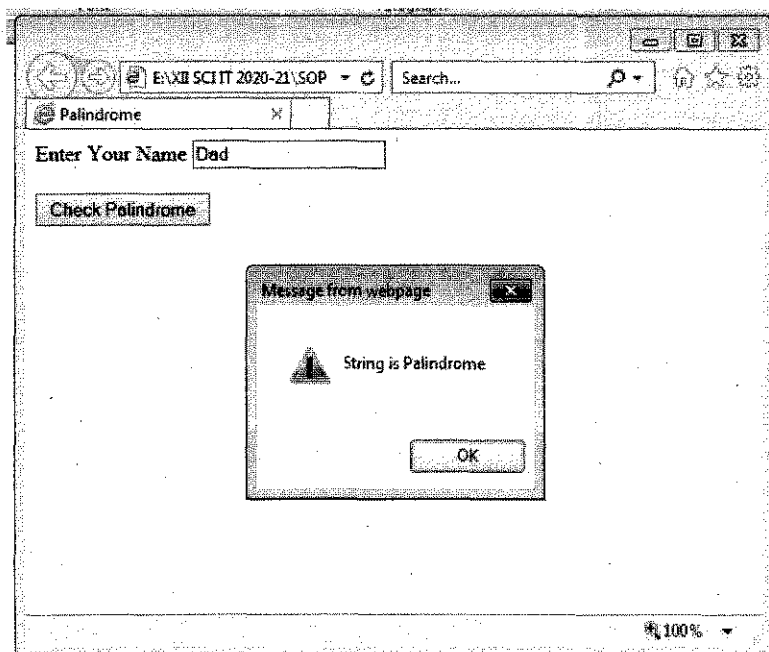 E:\XII SCI IT 2020-21\SOP
Search...
Palindrome
Enter Your Name Dad
Check Palindrome
Message from webpage
String is Palindrome
OK
100%